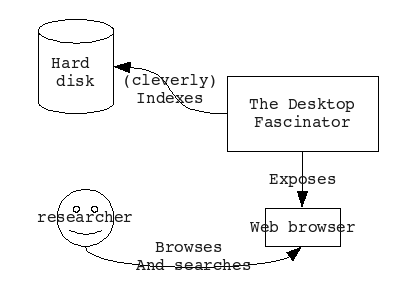 Hard
disk
(cleverly)
Indexes
The Desktop
Fascinator
Exposes
researcher
Web browser
Browses
And searches